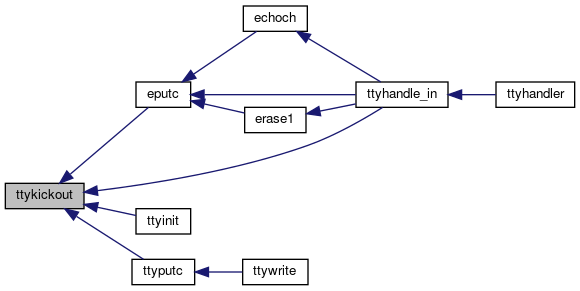 echoch
eputc
ttyhandle_in
ttyhandler
erase1
ttykickout
ttyinit
ttyputc
ttywrite